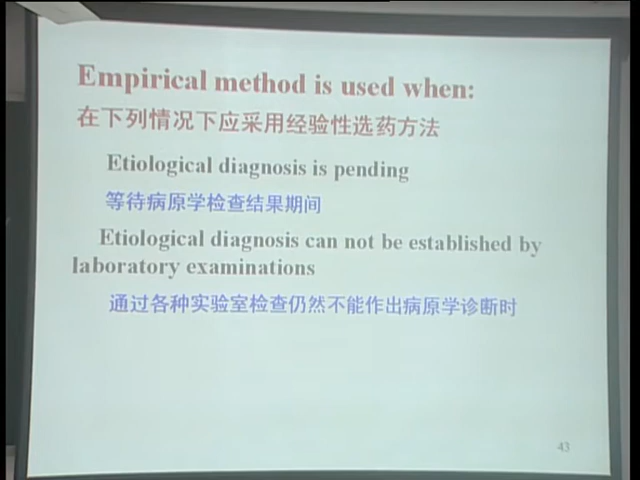 Empirical method is used when:
在下列情况下应采用经验性选药方法
Etiological diagnosis is pending
等待病原学检查结果期间
Etiological diagnosis can not be established by
laboratory examinations
通过各种实验室检查仍然不能作出病原学诊断时
43